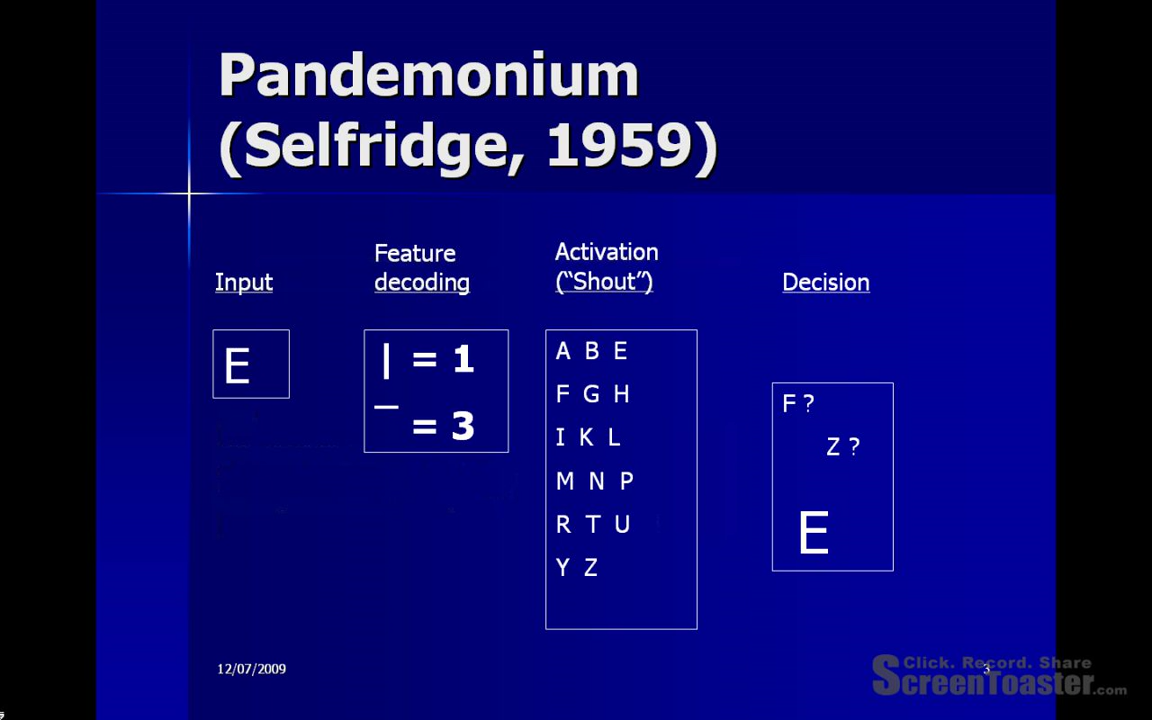 Pandemonium
(Selfridge, 1959)
Input
Feature
decoding
Activation
(“Shout”)
Decision
E
| = 1
¯ = 3
A B E
F G H
I K L
M N P
R T U
Y Z
F ?
Z ?
E
12/07/2009
3
Click. Record. Share
ScreenToaster.com